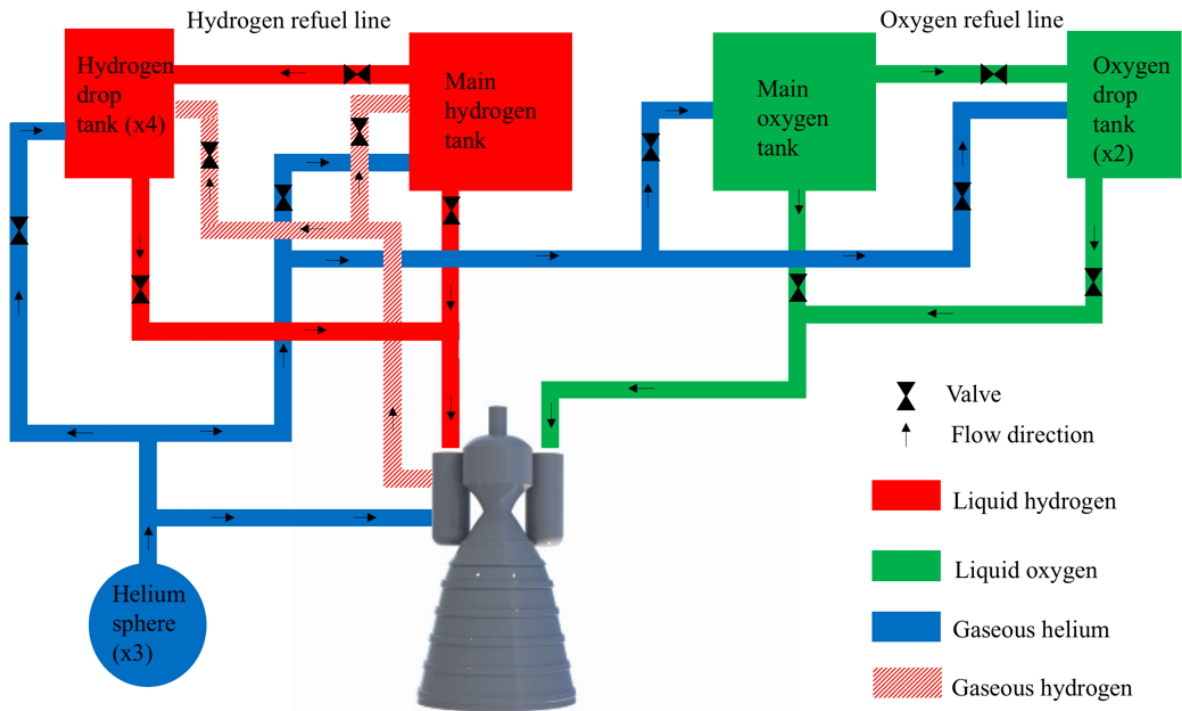 Hydrogen refuel line
Oxygen refuel line
Hydrogen
drop
tank (x4)
Main
hydrogen
tank
Main
oxygen
tank
Oxygen
drop
tank
(x2)
Valve
Flow direction
Liquid hydrogen
Liquid oxygen
Gaseous helium
Gaseous hydrogen
Helium
sphere
(x3)